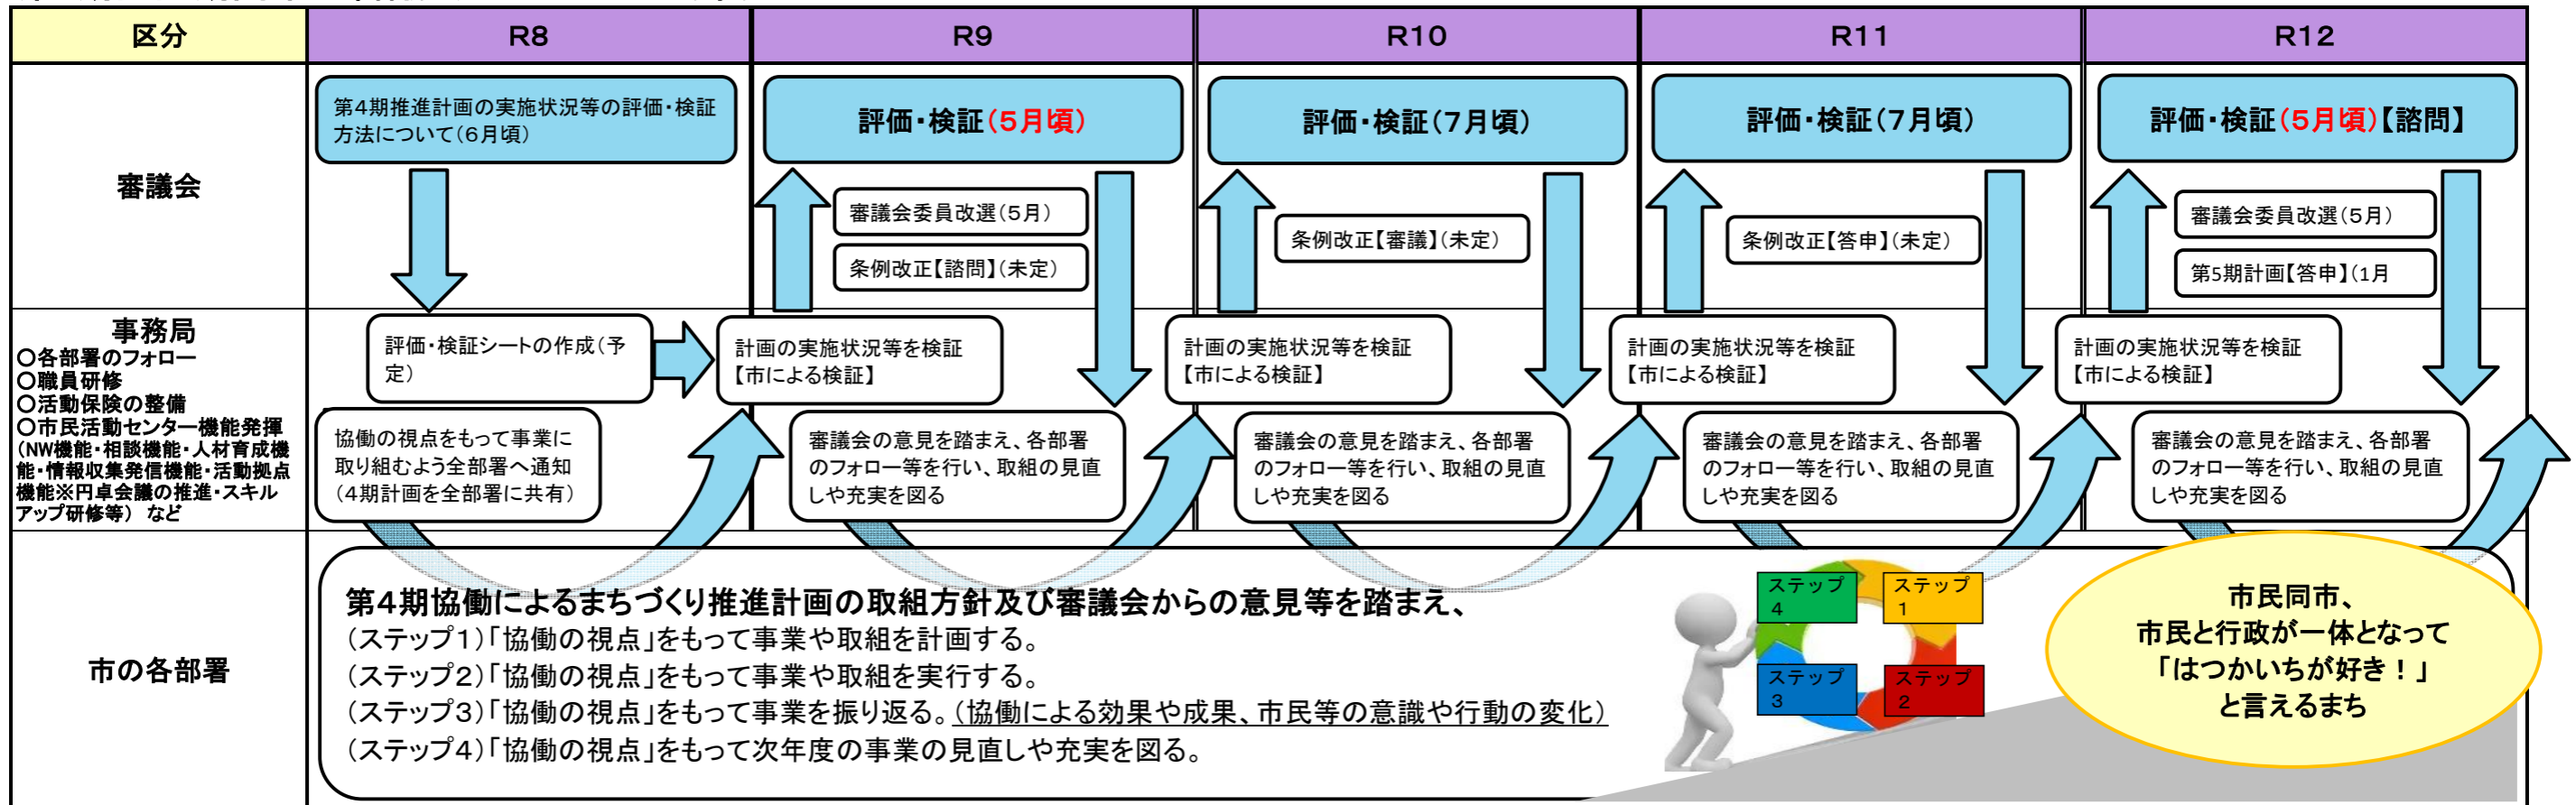 区分
R8
R9
R10
R11
R12
審議会
第4期推進計画の実施状況等の評価・検証
方法について（6月頃）
評価・検証（5月頃）
評価・検証（7月頃）
評価・検証（7月頃）
評価・検証（5月頃）【諮問】
審議会委員改選（5月）
条例改正【諮問】（未定）
条例改正【審議】（未定）
条例改正【答申】（未定）
審議会委員改選（5月）
第5期計画【答申】（1月
事務局
○各部署のフォロー
○職員研修
○活動保険の整備
○市民活動センター機能発揮
（NW機能・相談機能・人材育成機
能・情報収集発信機能・活動拠点
機能※円卓会議の推進・スキル
アップ研修等） など
評価・検証シートの作成（予
定）
計画の実施状況等を検証
【市による検証】
計画の実施状況等を検証
【市による検証】
計画の実施状況等を検証
【市による検証】
計画の実施状況等を検証
【市による検証】
協働の視点をもって事業に
取り組むよう全部署へ通知
（4期計画を全部署に共有）
審議会の意見を踏まえ、各部署
のフォロー等を行い、取組の見直
しや充実を図る
審議会の意見を踏まえ、各部署
のフォロー等を行い、取組の見直
しや充実を図る
審議会の意見を踏まえ、各部署
のフォロー等を行い、取組の見直
しや充実を図る
審議会の意見を踏まえ、各部署
のフォロー等を行い、取組の見直
しや充実を図る
市の各部署
第4期協働によるまちづくり推進計画の取組方針及び審議会からの意見等を踏まえ、
（ステップ1）「協働の視点」をもって事業や取組を計画する。
（ステップ2）「協働の視点」をもって事業や取組を実行する。
（ステップ3）「協働の視点」をもって事業を振り返る。（協働による効果や成果、市民等の意識や行動の変化）
（ステップ4）「協働の視点」をもって次年度の事業の見直しや充実を図る。
ステップ
4
ステップ
1
ステップ
3
ステップ
2
市民同市、
市民と行政が一体となって
「はつかいちが好き！」
と言えるまち